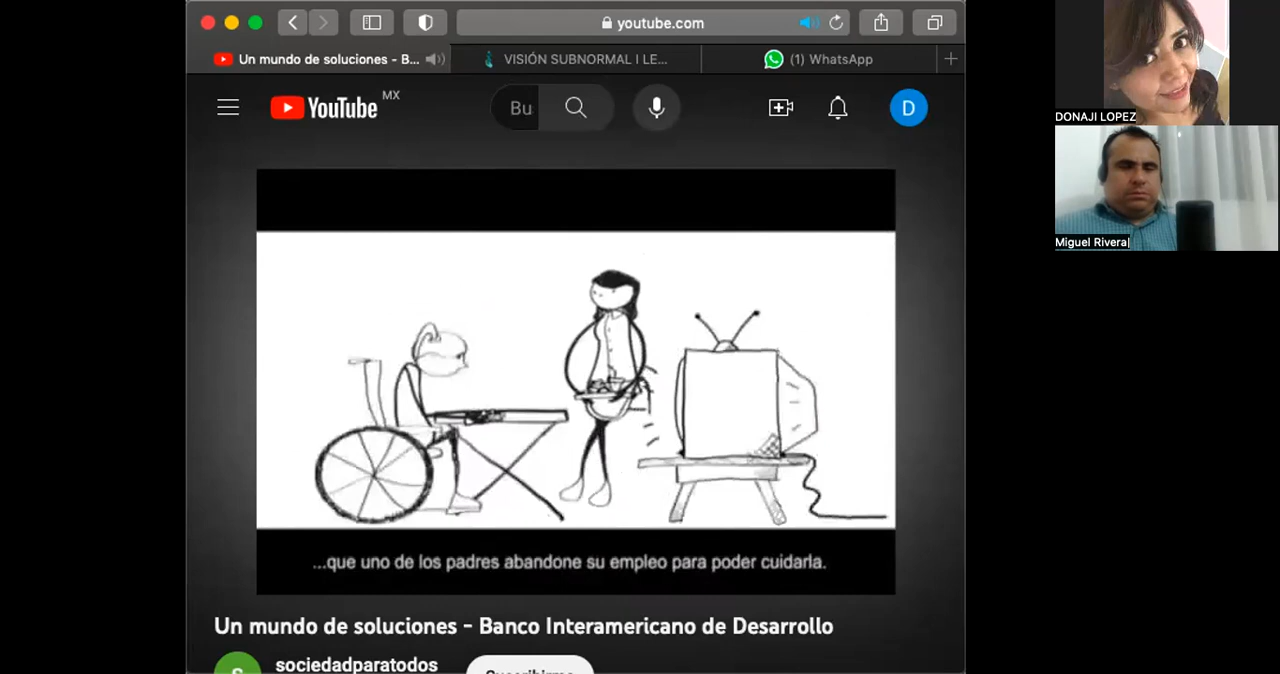 youtube.com
Un mundo de soluciones - B...
VISIÓN SUBNORMAL I LE...
(1) WhatsApp
YouTube MX
Bu
D
...que uno de los padres abandone su empleo para poder cuidarla.
Un mundo de soluciones - Banco Interamericano de Desarrollo
sociedadparatodos
Suscribirme
DONAJI LOPEZ
Miguel Rivera